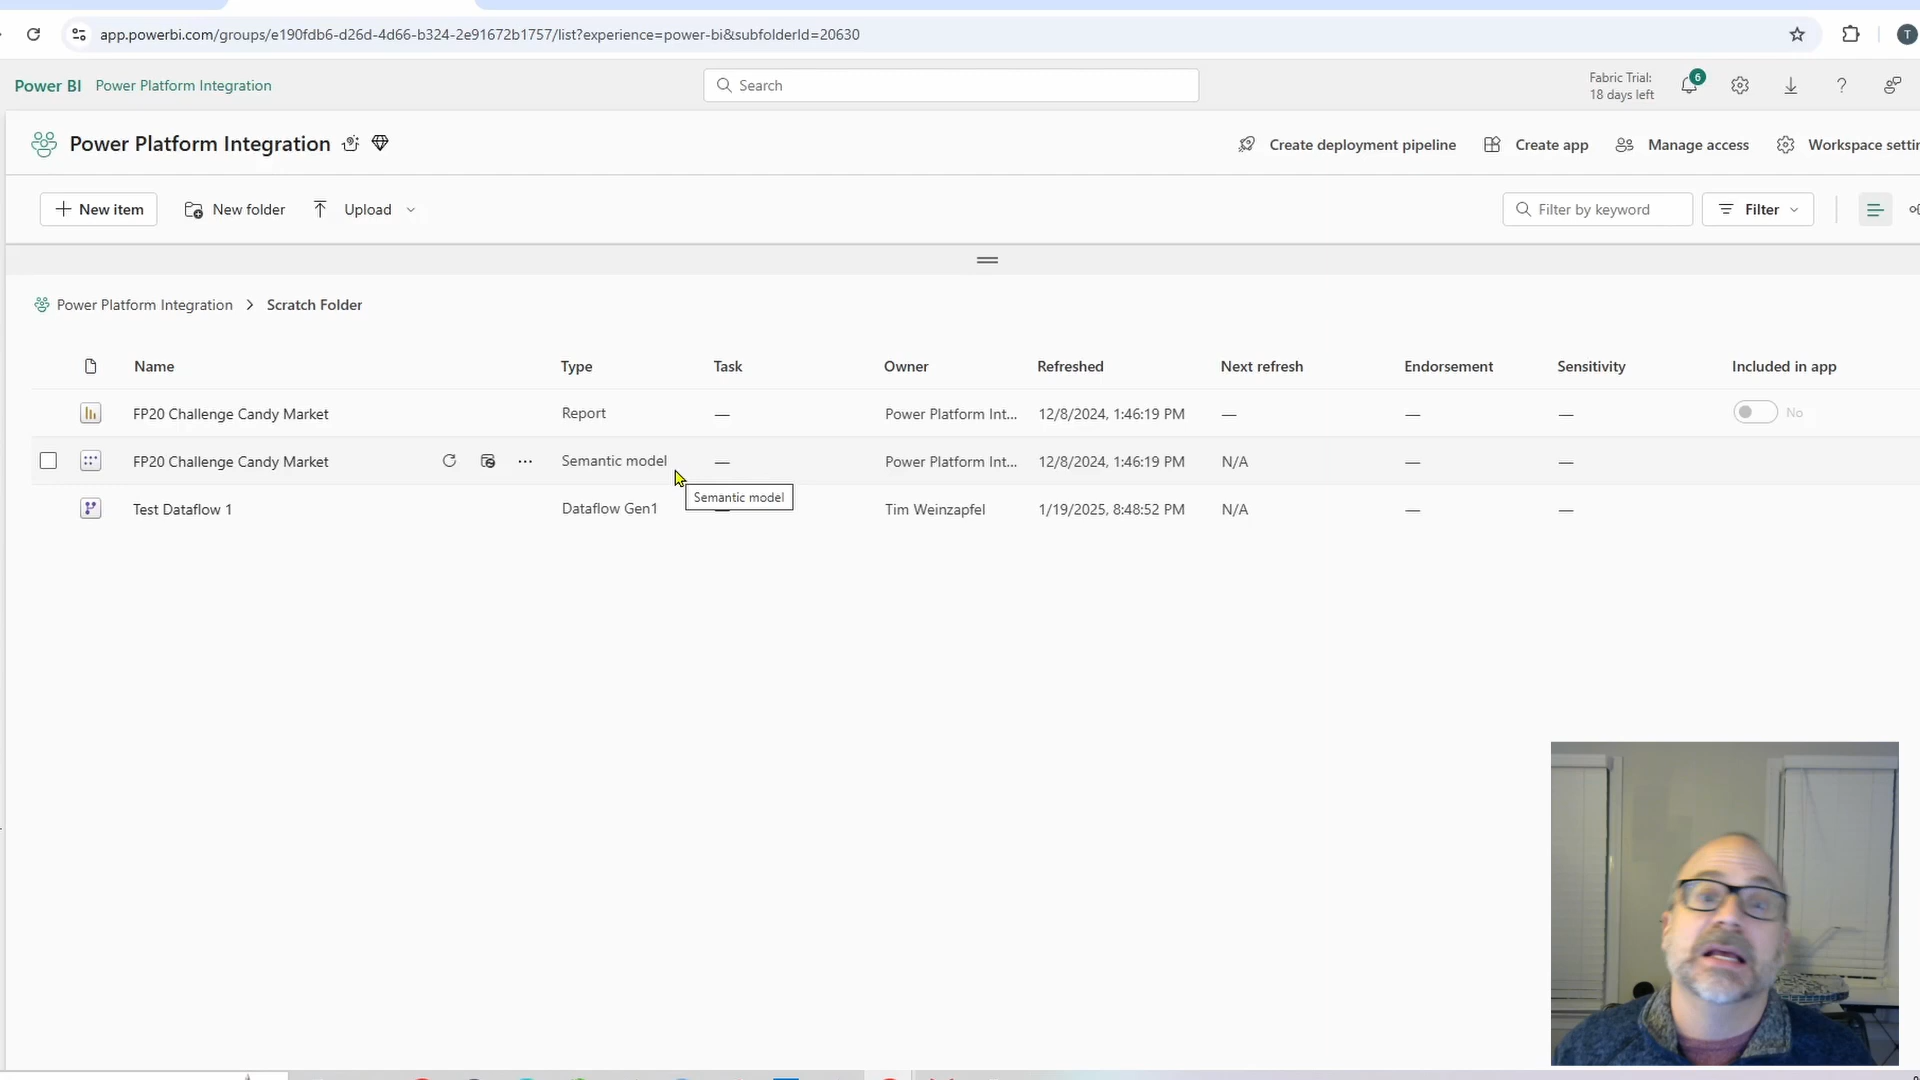 app.powerbi.com/groups/e190fdb6-d26d-4d66-b324-2e91672b1757/list?experience=power-bi&subfolderId=20630
T
Power BI Power Platform Integration
Search
Fabric Trial:
18 days left
6
Power Platform Integration
Create deployment pipeline
Create app
Manage access
Workspace settin
New item
New folder
Upload
Filter by keyword
Filter
Power Platform Integration > Scratch Folder
Name Type Task Owner Refreshed Next refresh Endorsement Sensitivity Included in app
FP20 Challenge Candy Market Report — Power Platform Int... 12/8/2024, 1:46:19 PM — — — No
FP20 Challenge Candy Market ... Semantic model — Power Platform Int... 12/8/2024, 1:46:19 PM N/A — —
Semantic model
Test Dataflow 1 Dataflow Gen1 — Tim Weinzapfel 1/19/2025, 8:48:52 PM N/A — —